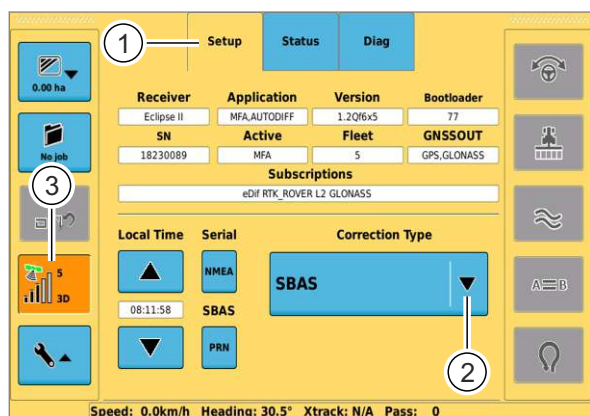 1
Setup Status Diag
0.00 ha
Receiver Application Version Bootloader
Eclipse II MFA,AUTODIFF 1.2Qf6x5 77
SN Active Fleet GNSSOUT
No job
18230089 MFA x GPS,GLONASS
Subscriptions
eDif RTK_ROVER L2 GLONASS
3
Local Time Serial Correction Type
5
3D
NMEA
SBAS
A B
08:11:58 SBAS
PRN
2
Speed: 0.0km/h Heading: 30.5° Xtrack: N/A Pass: 0